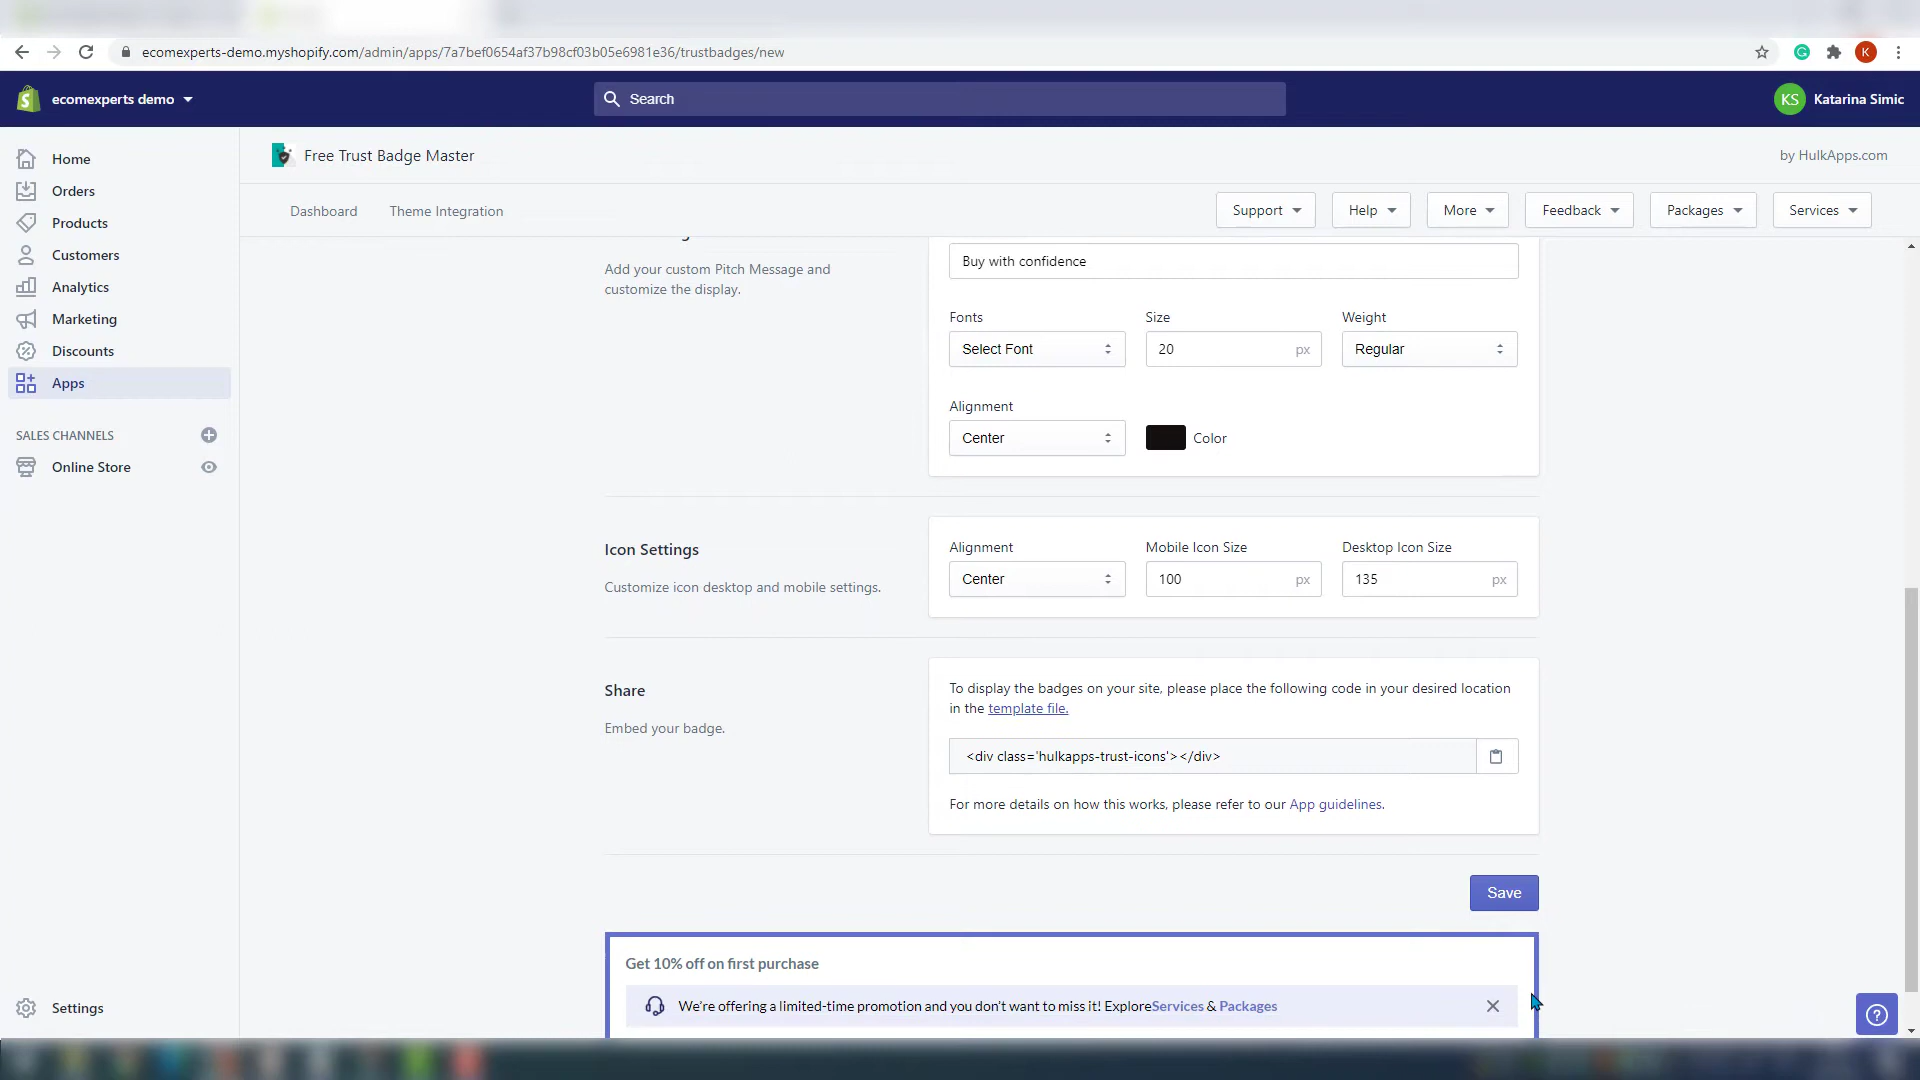 ecomexperts-demo.myshopify.com/admin/apps/7a7bef0654af37b98cf03b05e6981e36/trustbadges/new
K
ecomexperts demo
Search
KS
Katarina Simic
Home
Orders
Products
Customers
Analytics
Marketing
Discounts
Apps
SALES CHANNELS
Online Store
Settings
Free Trust Badge Master
by HulkApps.com
Dashboard
Theme Integration
Support
Help
More
Feedback
Packages
Services
Add your custom Pitch Message and
customize the display.
Buy with confidence
Fonts
Size
Weight
Select Font
20
px
Regular
Alignment
Center
Color
Icon Settings
Customize icon desktop and mobile settings.
Alignment
Mobile Icon Size
Desktop Icon Size
Center
100
px
135
px
Share
Embed your badge.
To display the badges on your site, please place the following code in your desired location
in the template file.
<div class='hulkapps-trust-icons'></div>
For more details on how this works, please refer to our App guidelines.
Save
Get 10% off on first purchase
We're offering a limited-time promotion and you don't want to miss it! ExploreServices & Packages